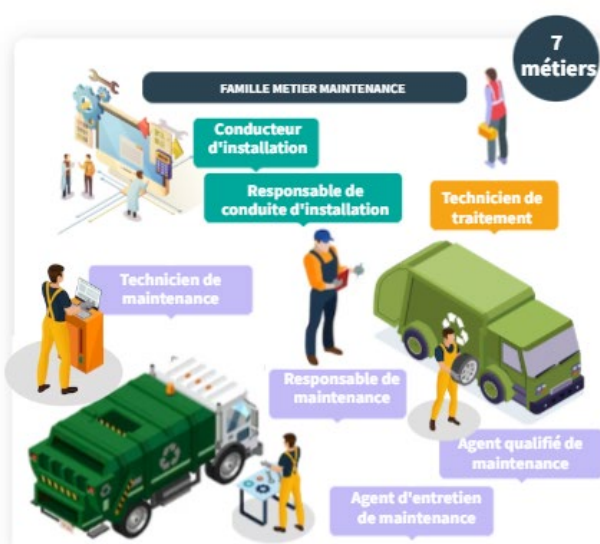 7
métiers
FAMILLE METIER MAINTENANCE
Conducteur
d'installation
Responsable de
conduite d'installation
Technicien de
traitement
Technicien de
maintenance
Responsable de
maintenance
Agent qualifié de
maintenance
Agent d'entretien
de maintenance